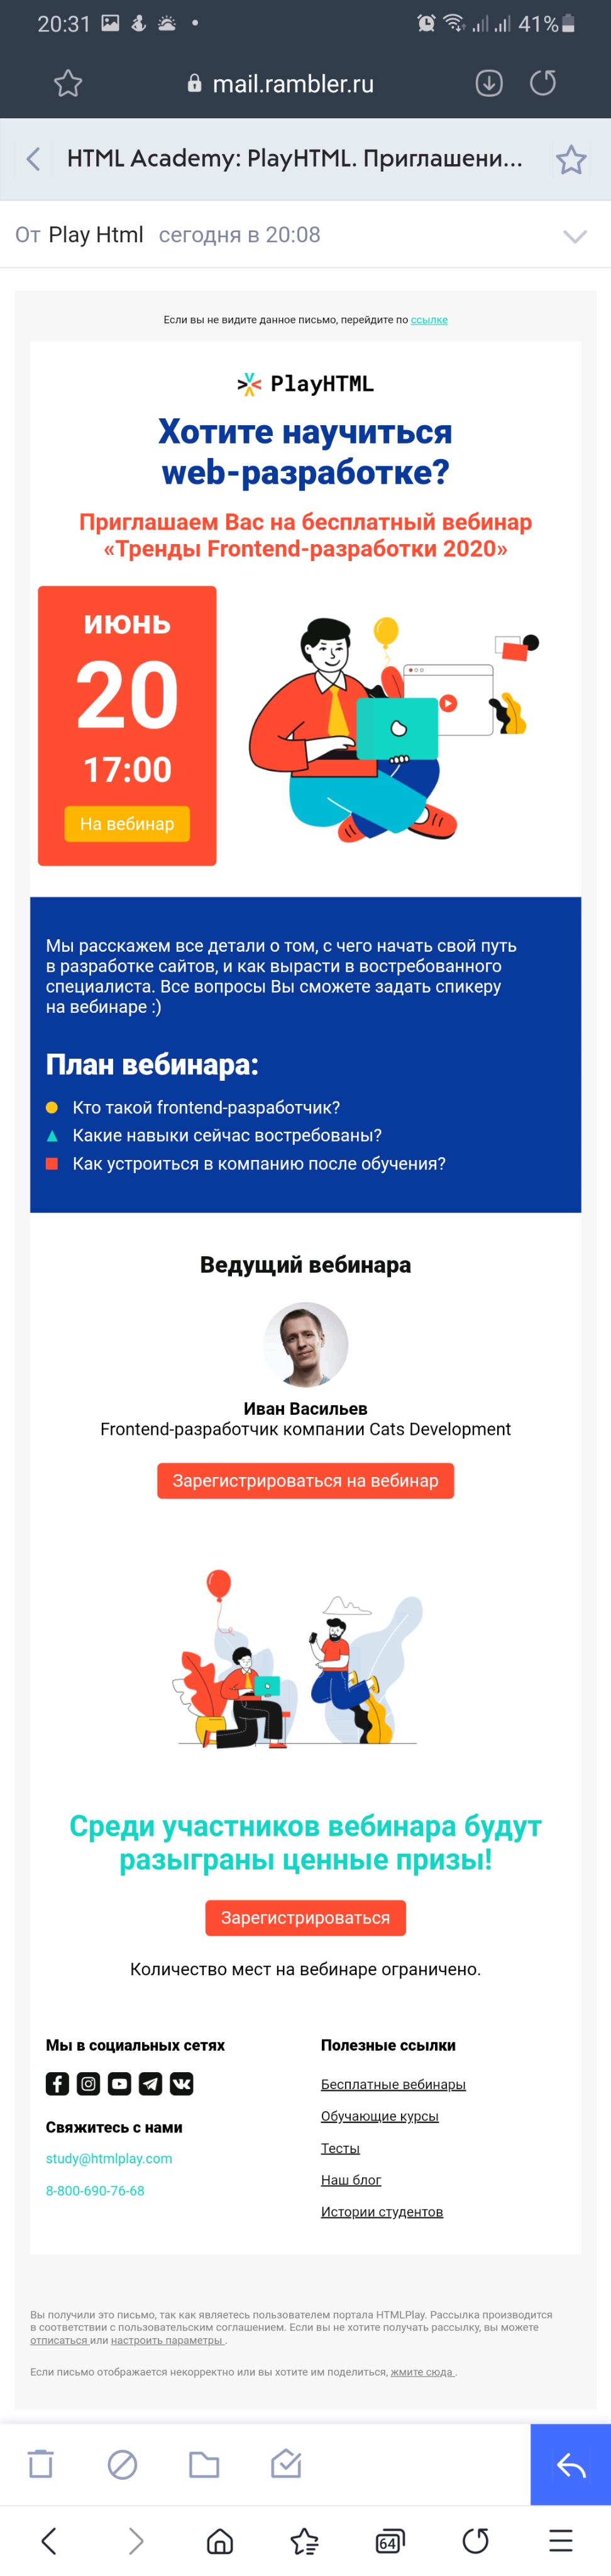 20:31
41%
mail.rambler.ru
HTML Academy: PlayHTML. Приглашени...
От Play Html сегодня в 20:08
Если вы не видите данное письмо, перейдите по ссылке
PlayHTML
Хотите научиться
web-разработке?
Приглашаем Вас на бесплатный вебинар
«Тренды Frontend-разработки 2020»
июнь
20
17:00
На вебинар
Мы расскажем все детали о том, с чего начать свой путь
в разработке сайтов, и как вырасти в востребованного
специалиста. Все вопросы Вы сможете задать спикеру
на вебинаре :)
План вебинара:
Кто такой frontend-разработчик?
Какие навыки сейчас востребованы?
Как устроиться в компанию после обучения?
Ведущий вебинара
Иван Васильев
Frontend-разработчик компании Cats Development
Зарегистрироваться на вебинар
Среди участников вебинара будут
разыграны ценные призы!
Зарегистрироваться
Количество мест на вебинаре ограничено.
Мы в социальных сетях
Свяжитесь с нами
study@htmlplay.com
8-800-690-76-68
Полезные ссылки
Бесплатные вебинары
Обучающие курсы
Тесты
Наш блог
Истории студентов
Вы получили это письмо, так как являетесь пользователем портала HTMLPlay. Рассылка производится
в соответствии с пользовательским соглашением. Если вы не хотите получать рассылку, вы можете
отписаться или настроить параметры .
Если письмо отображается некорректно или вы хотите им поделиться, жмите сюда .
64